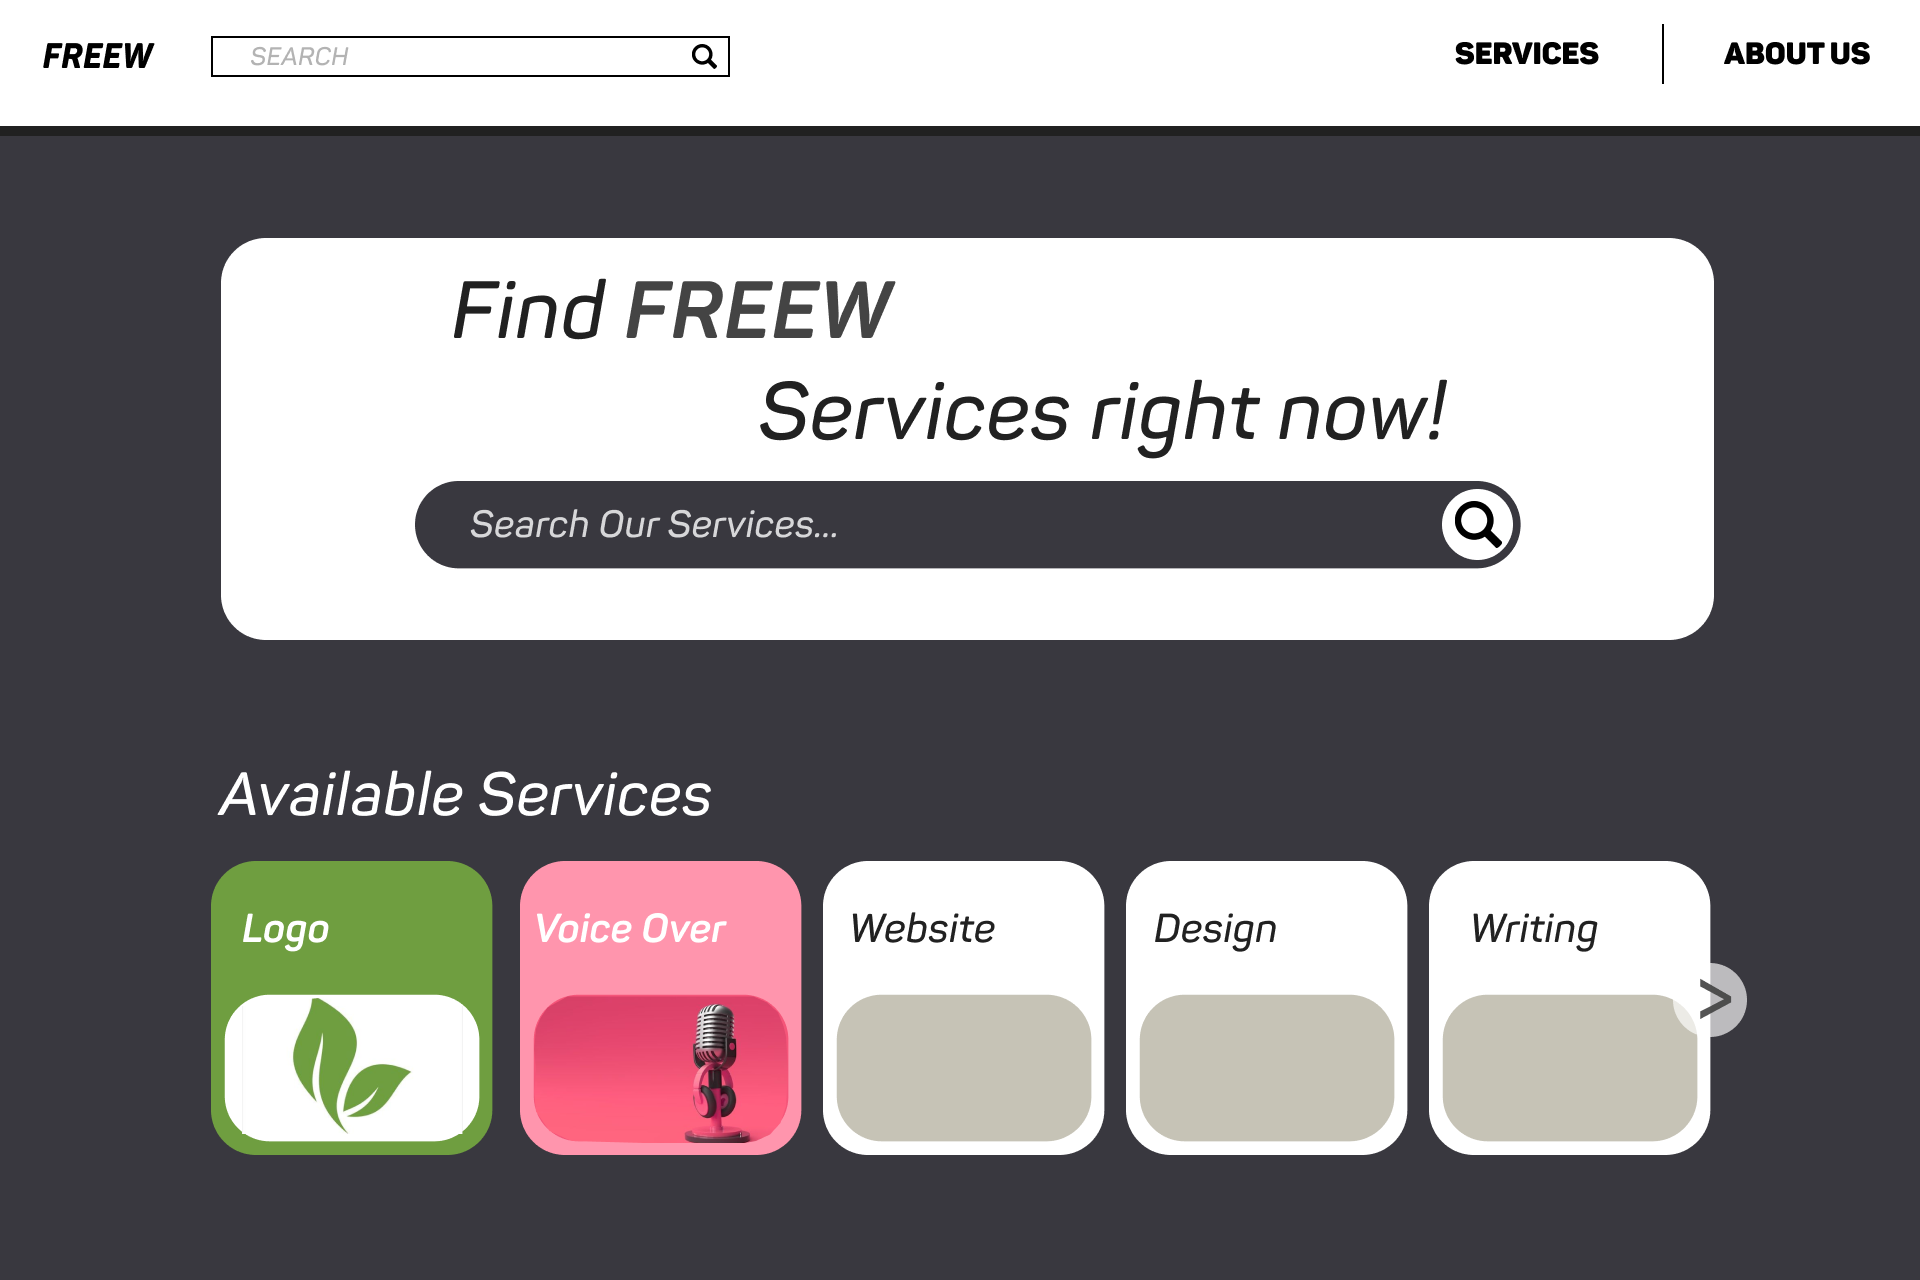 FREEW
SEARCH
SERVICES
ABOUT US
Find FREEW
Services right now!
Search Our Services...
Available Services
Logo
Voice Over
Website
Design
Writing
>